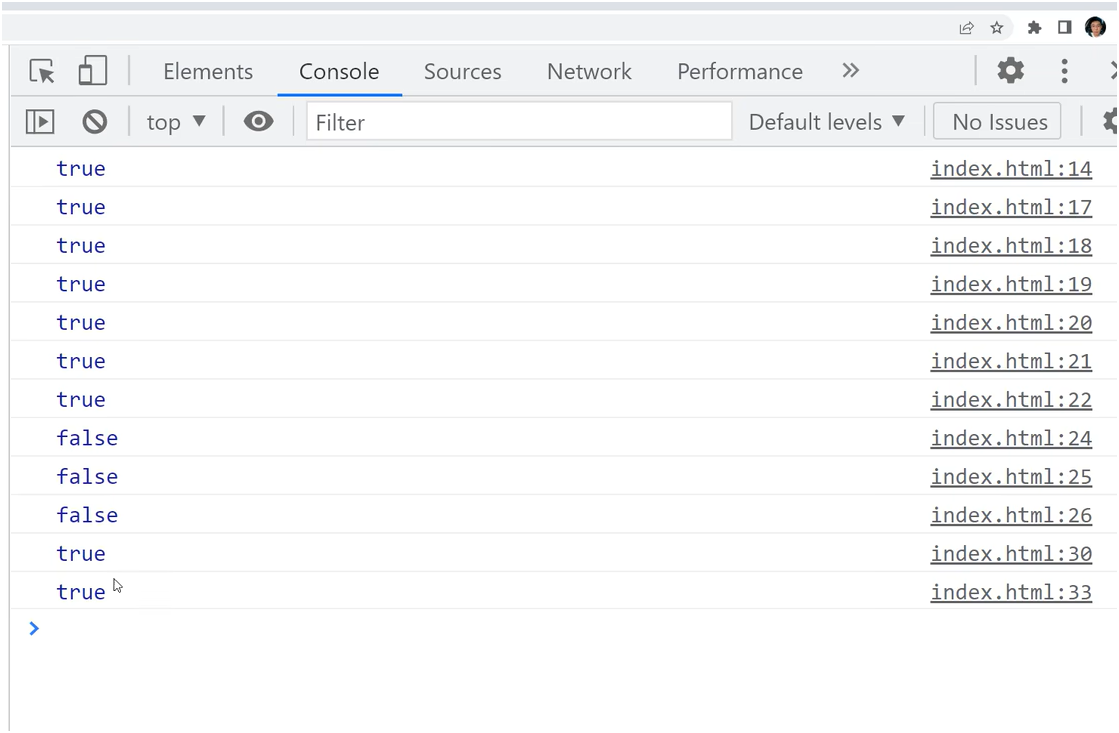 Elements Console Sources Network Performance »
top ▼ Filter Default levels ▼ No Issues
true index.html:14
true index.html:17
true index.html:18
true index.html:19
true index.html:20
true index.html:21
true index.html:22
false index.html:24
false index.html:25
false index.html:26
true index.html:30
true index.html:33